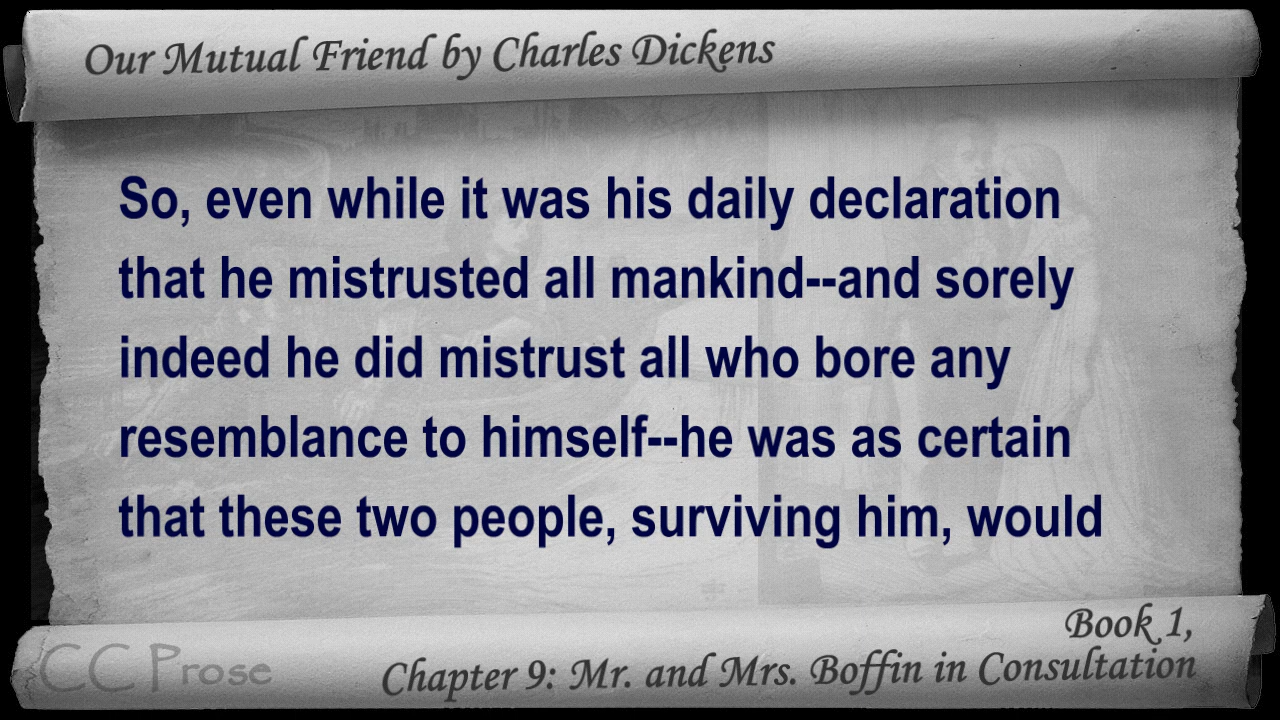 Our Mutual Friend by Charles Dickens
So, even while it was his daily declaration
that he mistrusted all mankind--and sorely
indeed he did mistrust all who bore any
resemblance to himself--he was as certain
that these two people, surviving him, would
Book 1,
CC Prose
Chapter 9: Mr. and Mrs. Boffin in Consultation